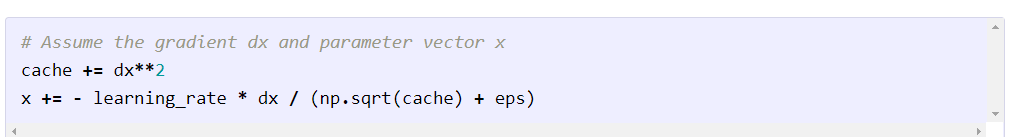 # Assume the gradient dx and parameter vector x
cache += dx**2
x += - learning_rate * dx / (np.sqrt(cache) + eps)